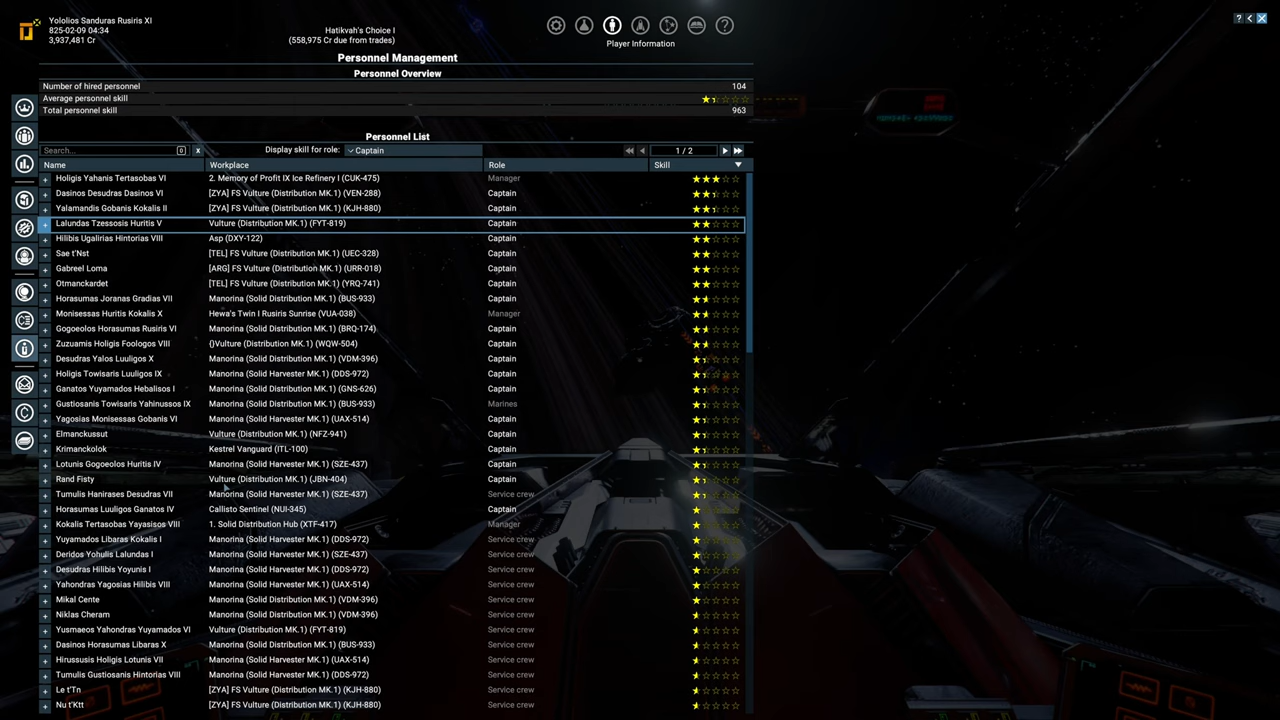 Yololios Sanduras Rusiris XI
825-02-09 04:34
3,937,481 Cr
Hatikvah's Choice I
(558,975 Cr due from trades)
Player Information
Personnel Management
Personnel Overview
Number of hired personnel 104
Average personnel skill
Total personnel skill 963
Personnel List
Search... 0 x Display skill for role: Captain 1 / 2
Name Workplace Role Skill
Holigis Yahanis Tertasobas VI 2. Memory of Profit IX Ice Refinery I (CUK-475) Manager
Dasinos Desudras Dasinos VI [ZYA] FS Vulture (Distribution MK.1) (VEN-288) Captain
Yalamandis Gobanis Kokalis II [ZYA] FS Vulture (Distribution MK.1) (KJH-880) Captain
Lalundas Tzessosis Huritis V Vulture (Distribution MK.1) (FYT-819) Captain
Hilibis Ugalirias Hintorias VIII Asp (DXY-122) Captain
Sae t'Nst [TEL] FS Vulture (Distribution MK.1) (UEC-328) Captain
Gabreel Loma [ARG] FS Vulture (Distribution MK.1) (URR-018) Captain
Otmanckardet [TEL] FS Vulture (Distribution MK.1) (YRQ-741) Captain
Horasumas Joranas Gradias VII Manorina (Solid Distribution MK.1) (BUS-933) Captain
Monisessas Huritis Kokalis X Hewa's Twin I Rusiris Sunrise (VUA-038) Manager
Gogoeolos Horasumas Rusiris VI Manorina (Solid Distribution MK.1) (BRQ-174) Captain
Zuzuamis Holigis Foologos VIII {}Vulture (Distribution MK.1) (WQW-504) Captain
Desudras Yalos Luuligos X Manorina (Solid Distribution MK.1) (VDM-396) Captain
Holigis Towisaris Luuligos IX Manorina (Solid Harvester MK.1) (DDS-972) Captain
Ganatos Yuyamados Hebalisos I Manorina (Solid Distribution MK.1) (GNS-626) Captain
Gustiosanis Towisaris Yahinussos IX Manorina (Solid Distribution MK.1) (BUS-933) Marines
Yagosias Monisessas Gobanis VI Manorina (Solid Harvester MK.1) (UAX-514) Captain
Elmanckussut Vulture (Distribution MK.1) (NFZ-941) Captain
Krimanckolok Kestrel Vanguard (ITL-100) Captain
Lotunis Gogoeolos Huritis IV Manorina (Solid Harvester MK.1) (SZE-437) Captain
Rand Fisty Vulture (Distribution MK.1) (JBN-404) Captain
Tumulis Hanirases Desudras VII Manorina (Solid Harvester MK.1) (SZE-437) Service crew
Horasumas Luuligos Ganatos IV Callisto Sentinel (NUI-345) Captain
Kokalis Tertasobas Yayasisos VIII 1. Solid Distribution Hub (XTF-417) Manager
Yuyamados Libaras Kokalis I Manorina (Solid Harvester MK.1) (DDS-972) Service crew
Deridos Yohulis Lalundas I Manorina (Solid Harvester MK.1) (SZE-437) Service crew
Desudras Hilibis Yoyunis I Manorina (Solid Harvester MK.1) (DDS-972) Service crew
Yahondras Yagosias Hilibis VIII Manorina (Solid Harvester MK.1) (UAX-514) Service crew
Mikal Cente Manorina (Solid Distribution MK.1) (VDM-396) Service crew
Niklas Cheram Manorina (Solid Distribution MK.1) (VDM-396) Service crew
Yusmaeos Yahondras Yuyamados VI Vulture (Distribution MK.1) (FYT-819) Service crew
Dasinos Horasumas Libaras X Manorina (Solid Distribution MK.1) (BUS-933) Service crew
Hirussusis Holigis Lotunis VII Manorina (Solid Harvester MK.1) (UAX-514) Service crew
Tumulis Gustiosanis Hintorias VIII Manorina (Solid Harvester MK.1) (DDS-972) Service crew
Le t'Tn [ZYA] FS Vulture (Distribution MK.1) (KJH-880) Service crew
Nu t'Ktt [ZYA] FS Vulture (Distribution MK.1) (KJH-880) Service crew